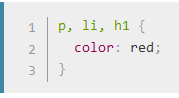 1 p, li, h1 {
2   color: red;
3 }